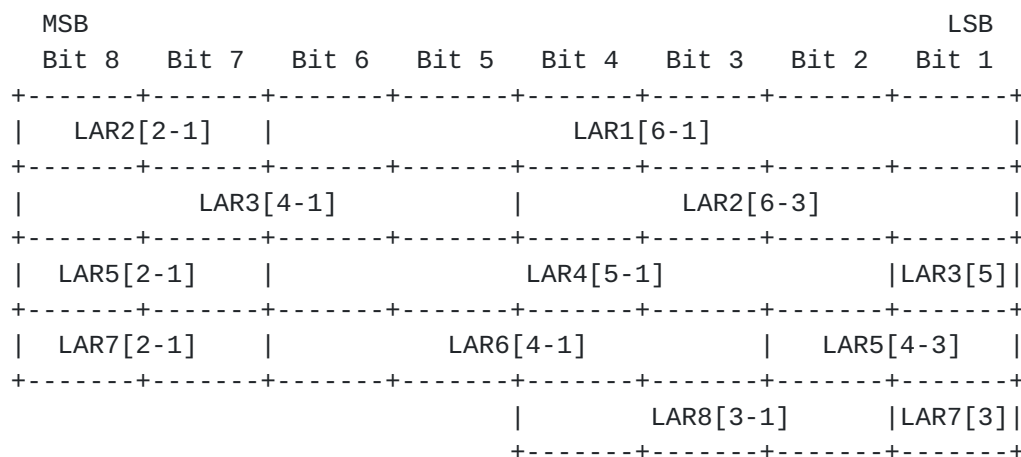 MSB LSB
Bit 8 Bit 7 Bit 6 Bit 5 Bit 4 Bit 3 Bit 2 Bit 1
+-------+-------+-------+-------+-------+-------+-------+-------+
| LAR2[2-1] | LAR1[6-1] |
+-------+-------+-------+-------+-------+-------+-------+-------+
| LAR3[4-1] | LAR2[6-3] |
+-------+-------+-------+-------+-------+-------+-------+-------+
| LAR5[2-1] | LAR4[5-1] |LAR3[5]|
+-------+-------+-------+-------+-------+-------+-------+-------+
| LAR7[2-1] | LAR6[4-1] | LAR5[4-3] |
+-------+-------+-------+-------+-------+-------+-------+-------+
| LAR8[3-1] |LAR7[3]|
+-------+-------+-------+-------+